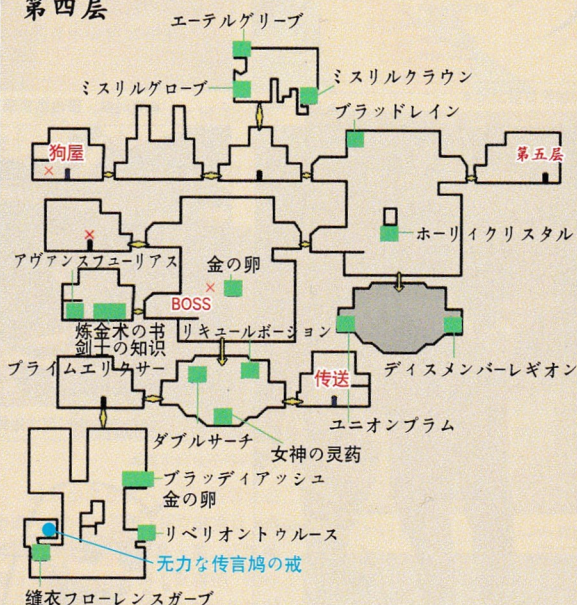 第四层
エーテルグリーブ
ミスリルグローブ
ミスリルクラウン
ブラッドレイン
狗屋
第五层
ホーリィクリスタル
アヴァンスフューリアス
金の卵
BOSS
炼金术の书
剑士の知识
リキュールポーション
ディスメンバーレギオン
プライムエリクサー
传送
ユニオンプラム
ダブルサーチ
女神の灵药
ブラッディアッシュ
金の卵
リベリオントゥルース
无力な传言鸠の戒
缝衣フローレンスガーブ